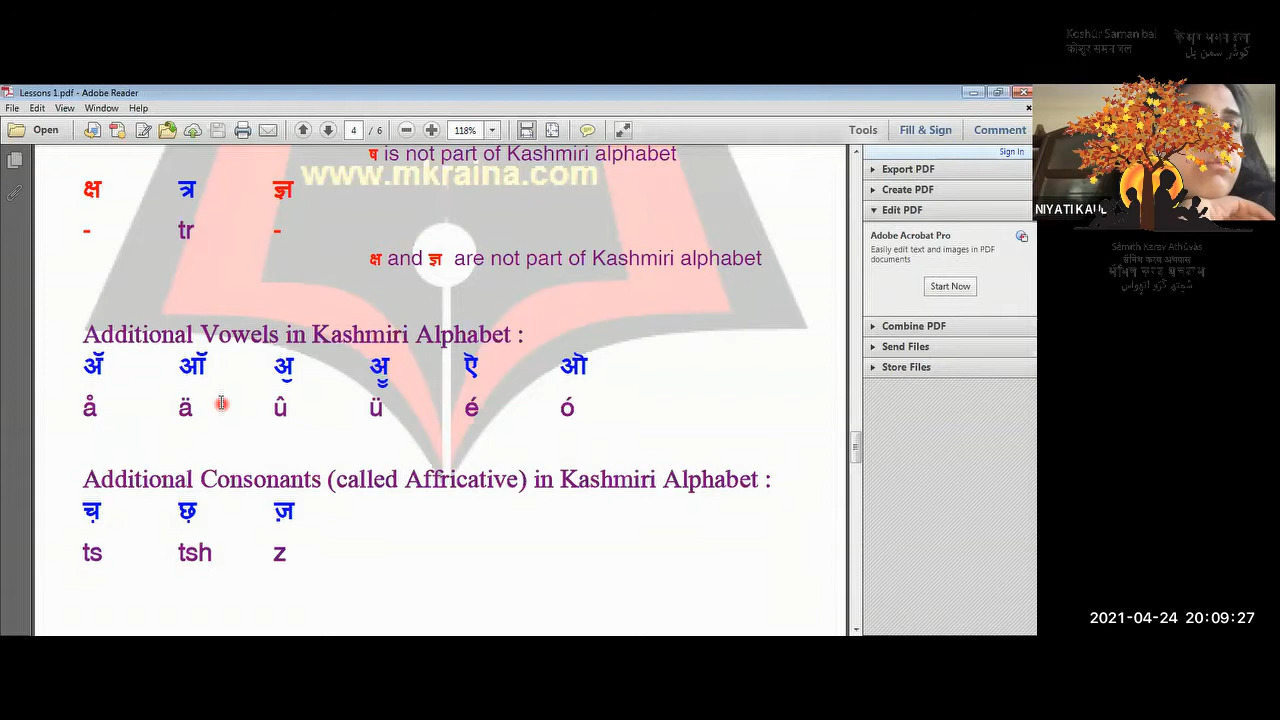 Koshûr Saman bal
कॊशुर समन बल
Lessons 1.pdf - Adobe Reader
File Edit View Window Help
Open 4 / 6 118% Tools Fill & Sign Comment
Sign In
ष is not part of Kashmiri alphabet
www.mkraina.com
क्ष त्र ज्ञ
- tr -
क्ष and ज्ञ are not part of Kashmiri alphabet
Additional Vowels in Kashmiri Alphabet :
अॅ ऑ अॖ अॗ ऎ ऒ
å ä û ü é ó
Additional Consonants (called Affricative) in Kashmiri Alphabet :
च़ छ़ ज़
ts tsh z
Export PDF
Create PDF
Edit PDF
Adobe Acrobat Pro
Easily edit text and images in PDF
documents
Start Now
Combine PDF
Send Files
Store Files
NIYATI KAUL
Sâmith Karav Athûvàs
2021-04-24 20:09:27